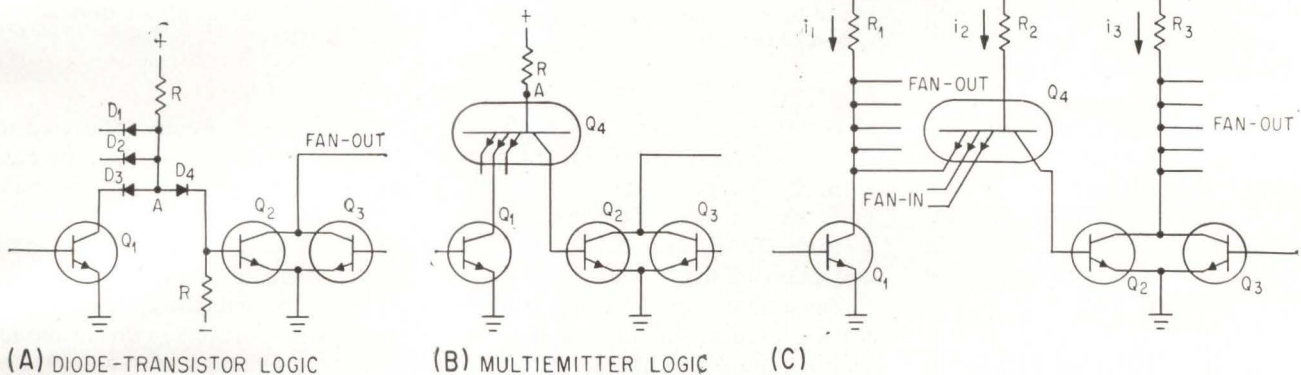 +
R
D1
D2
D3
D4
A
Q1
Q2
Q3
R
–
FAN-OUT
(A) DIODE-TRANSISTOR LOGIC
+
R
A
Q4
Q1
Q2
Q3
(B) MULTIEMITTER LOGIC
i1
R1
i2
R2
i3
R3
FAN-OUT
Q4
FAN-OUT
FAN-IN
Q1
Q2
Q3
(C)